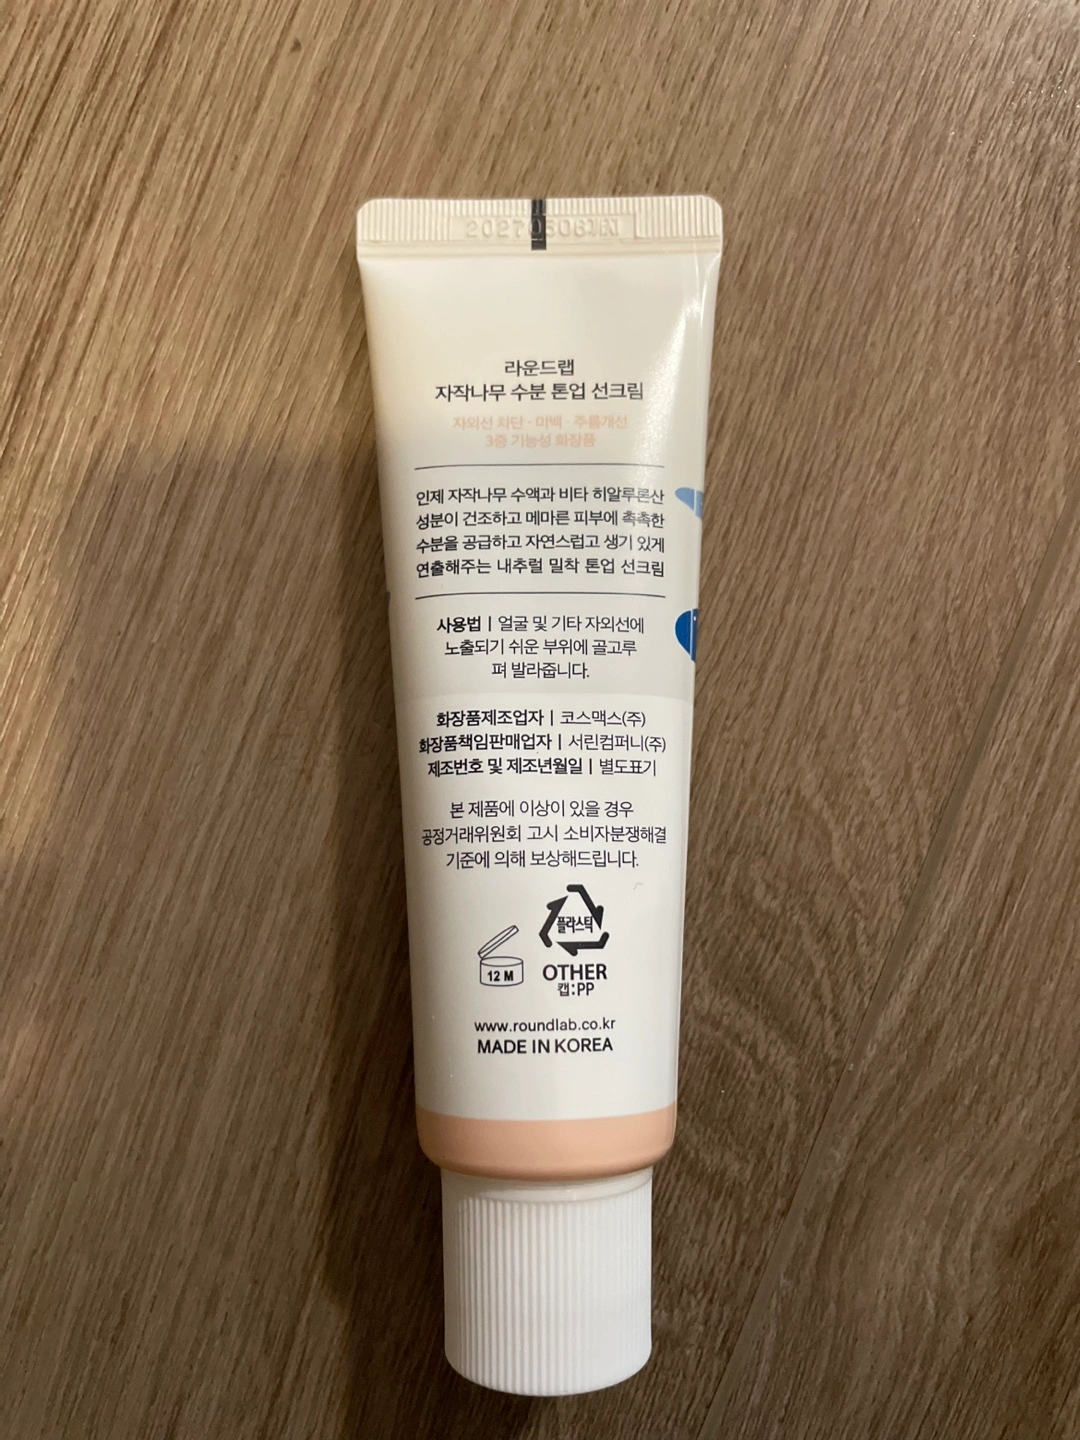 라운드랩
자작나무 수분 톤업 선크림
자외선 차단 · 미백 · 주름개선
3중 기능성 화장품
인제 자작나무 수액과 비타 히알루론산
성분이 건조하고 메마른 피부에 촉촉한
수분을 공급하고 자연스럽고 생기 있게
연출해주는 내추럴 밀착 톤업 선크림
사용법 | 얼굴 및 기타 자외선에
노출되기 쉬운 부위에 골고루
펴 발라줍니다.
화장품제조업자 | 코스맥스(주)
화장품책임판매업자 | 서린컴퍼니(주)
제조번호 및 제조년월일 | 별도표기
본 제품에 이상이 있을 경우
공정거래위원회 고시 소비자분쟁해결
기준에 의해 보상해드립니다.
플라스틱
12 M
OTHER
캡:PP
www.roundlab.co.kr
MADE IN KOREA